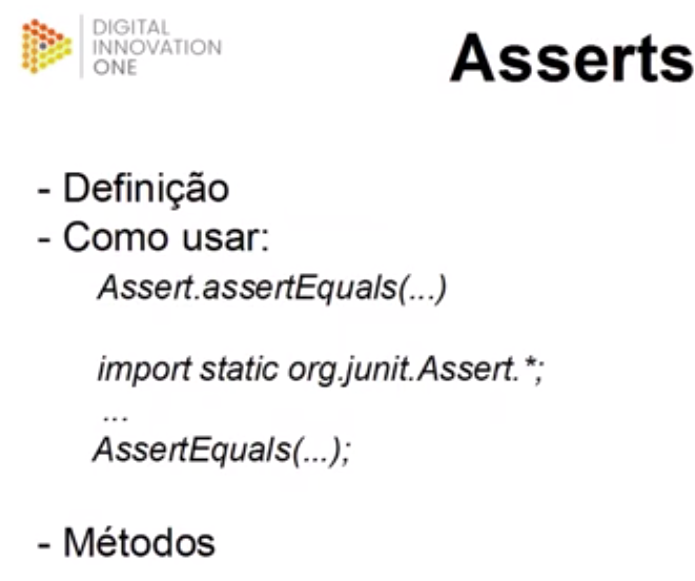 DIGITAL
INNOVATION
ONE
Asserts
- Definição
- Como usar:
Assert.assertEquals(...)
import static org.junit.Assert.*;
...
AssertEquals(...);
- Métodos